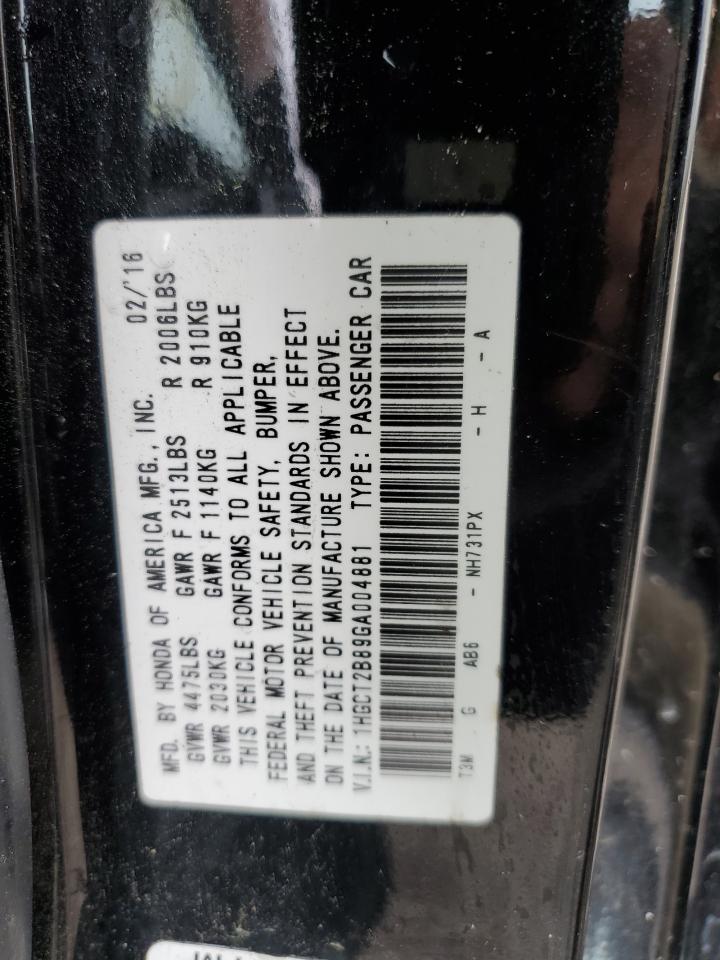 MFD. BY HONDA OF AMERICA MFG., INC. 02/'16
GVWR 4475LBS GAWR F 2513LBS R 2006LBS
GVWR 2030KG GAWR F 1140KG R 910KG
THIS VEHICLE CONFORMS TO ALL APPLICABLE
FEDERAL MOTOR VEHICLE SAFETY, BUMPER,
AND THEFT PREVENTION STANDARDS IN EFFECT
ON THE DATE OF MANUFACTURE SHOWN ABOVE.
V.I.N.: 1HGCT2B89GA004881 TYPE: PASSENGER CAR
T3M G AB6 - NH731PX - H - A